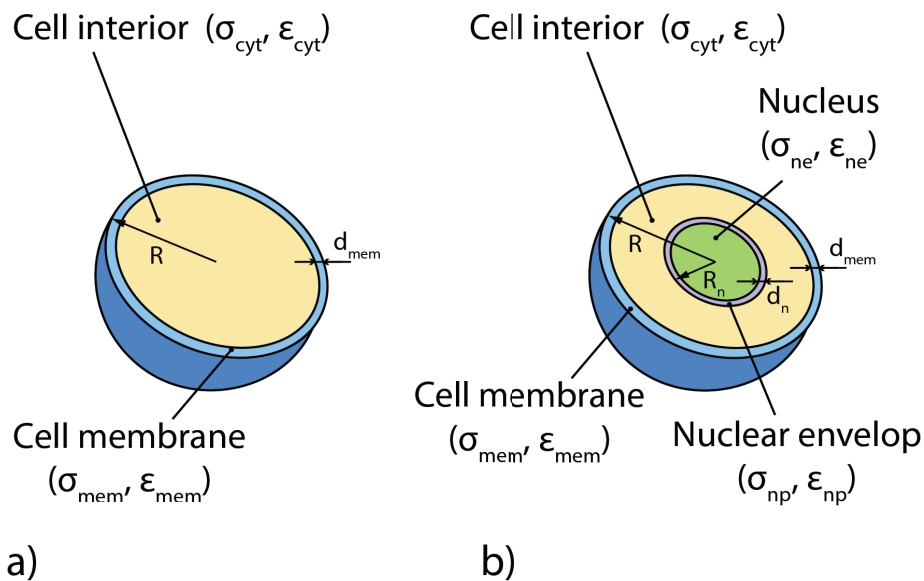 Cell interior (σcyt, εcyt)
R
dmem
Cell membrane
(σmem, εmem)
a)
Cell interior (σcyt, εcyt)
Nucleus
(σne, εne)
R
dmem
Rn
dn
Cell membrane
(σmem, εmem)
Nuclear envelop
(σnp, εnp)
b)